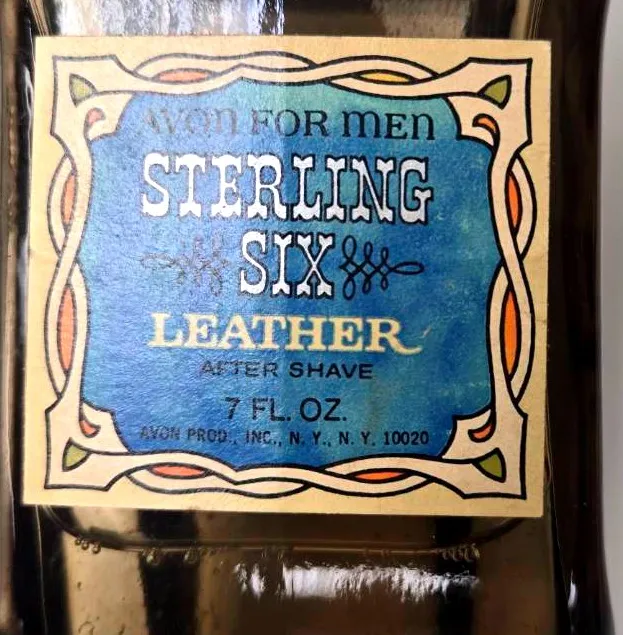 AVON FOR MEN
STERLING
SIX
LEATHER
AFTER SHAVE
7 FL. OZ.
AVON PROD., INC., N. Y., N. Y. 10020